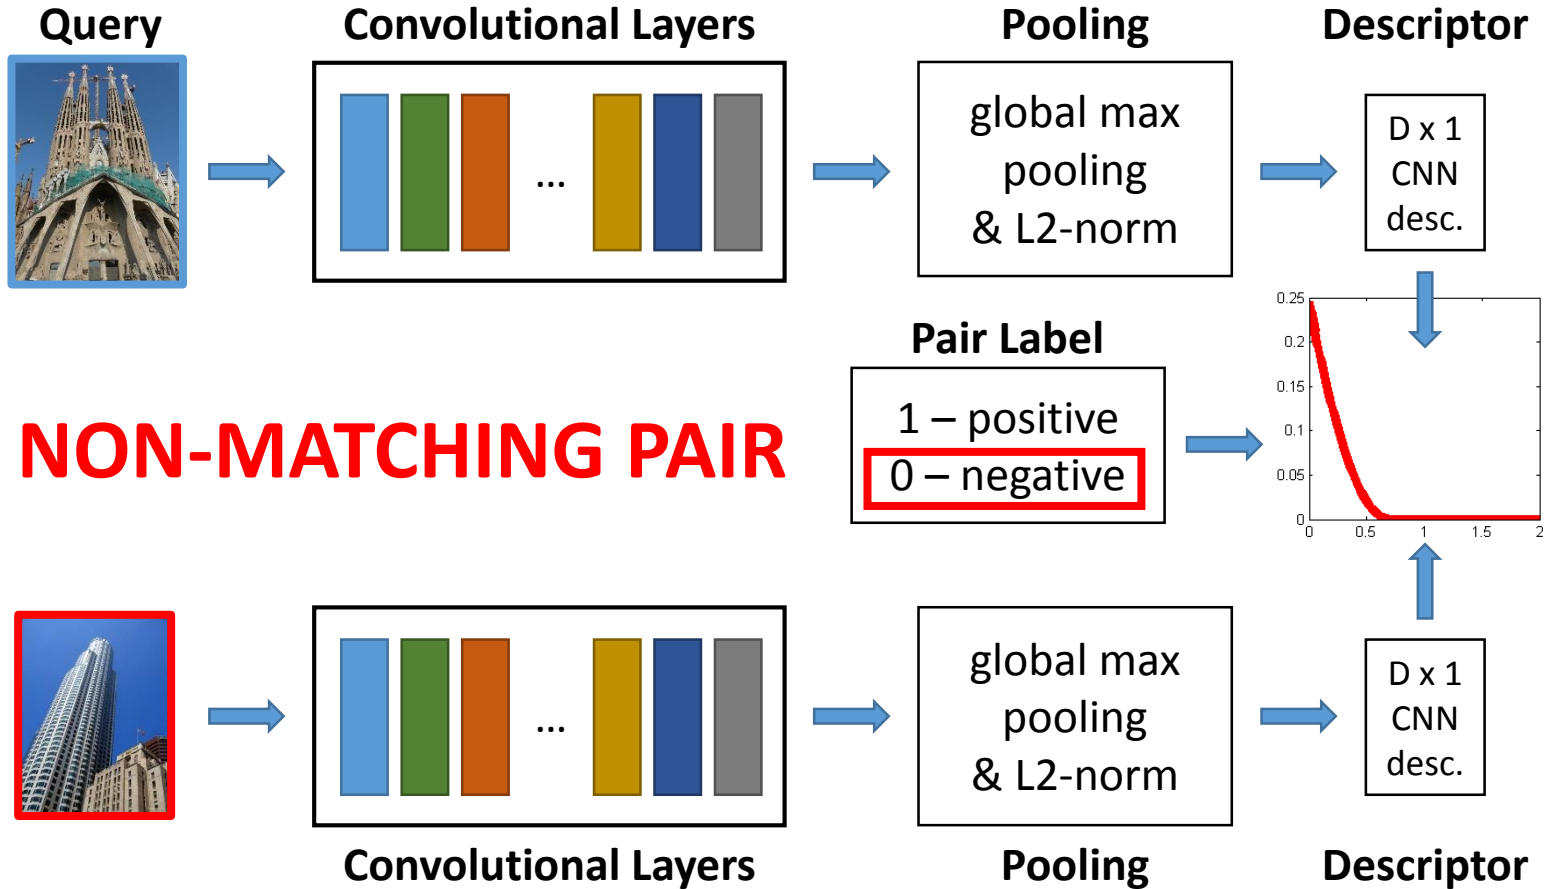 Query
Convolutional Layers
Pooling
Descriptor
...
global max
pooling
& L2-norm
D x 1
CNN
desc.
Pair Label
1 – positive
0 – negative
NON-MATCHING PAIR
0.25
0.2
0.15
0.1
0.05
0
0
0.5
1
1.5
2
...
global max
pooling
& L2-norm
D x 1
CNN
desc.
Convolutional Layers
Pooling
Descriptor